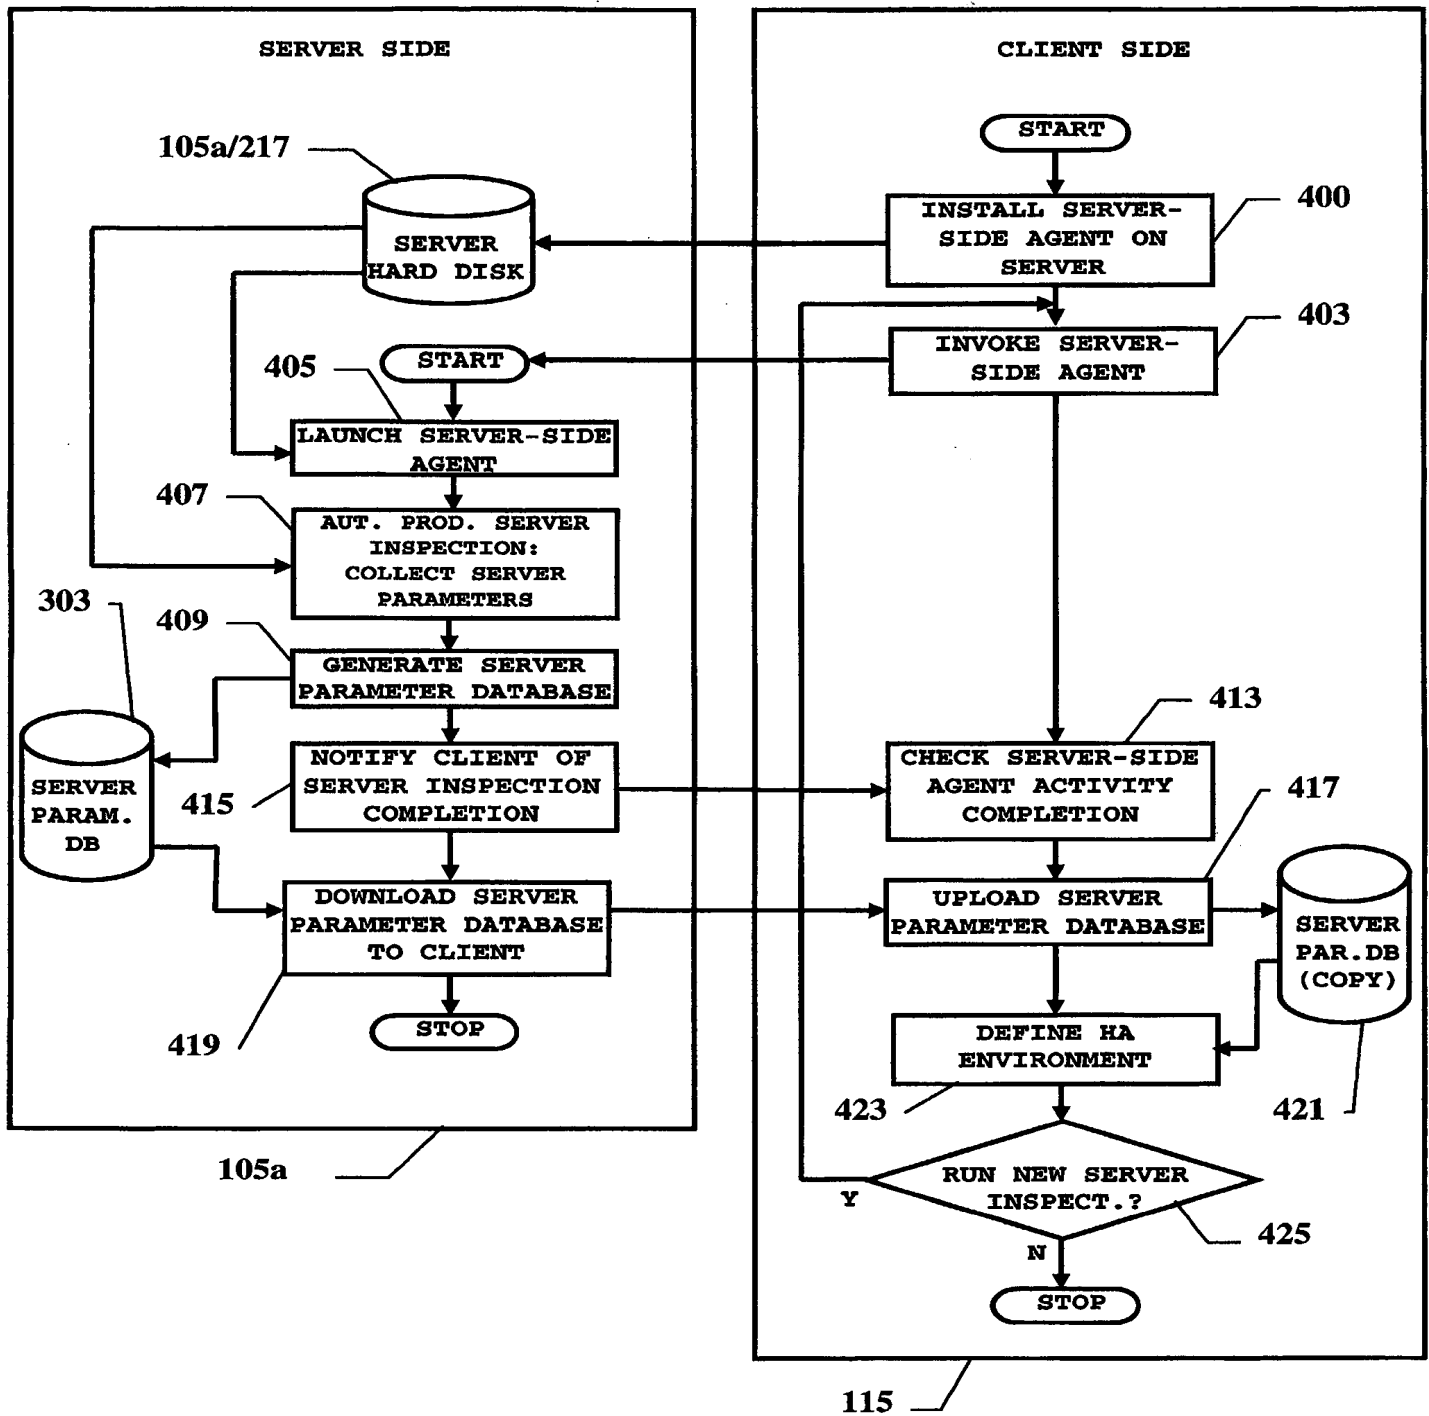 SERVER SIDE
105a/217
SERVER
HARD DISK
START
405
LAUNCH SERVER-SIDE
AGENT
407
AUT. PROD. SERVER
INSPECTION:
COLLECT SERVER
PARAMETERS
303
409
GENERATE SERVER
PARAMETER DATABASE
SERVER
PARAM.
DB
NOTIFY CLIENT OF
SERVER INSPECTION
COMPLETION
415
DOWNLOAD SERVER
PARAMETER DATABASE
TO CLIENT
419
STOP
105a
CLIENT SIDE
START
INSTALL SERVER-
SIDE AGENT ON
SERVER
400
INVOKE SERVER-
SIDE AGENT
403
413
CHECK SERVER-SIDE
AGENT ACTIVITY
COMPLETION
417
UPLOAD SERVER
PARAMETER DATABASE
SERVER
PAR.DB
(COPY)
DEFINE HA
ENVIRONMENT
423
421
RUN NEW SERVER
INSPECT.?
Y
425
N
STOP
115